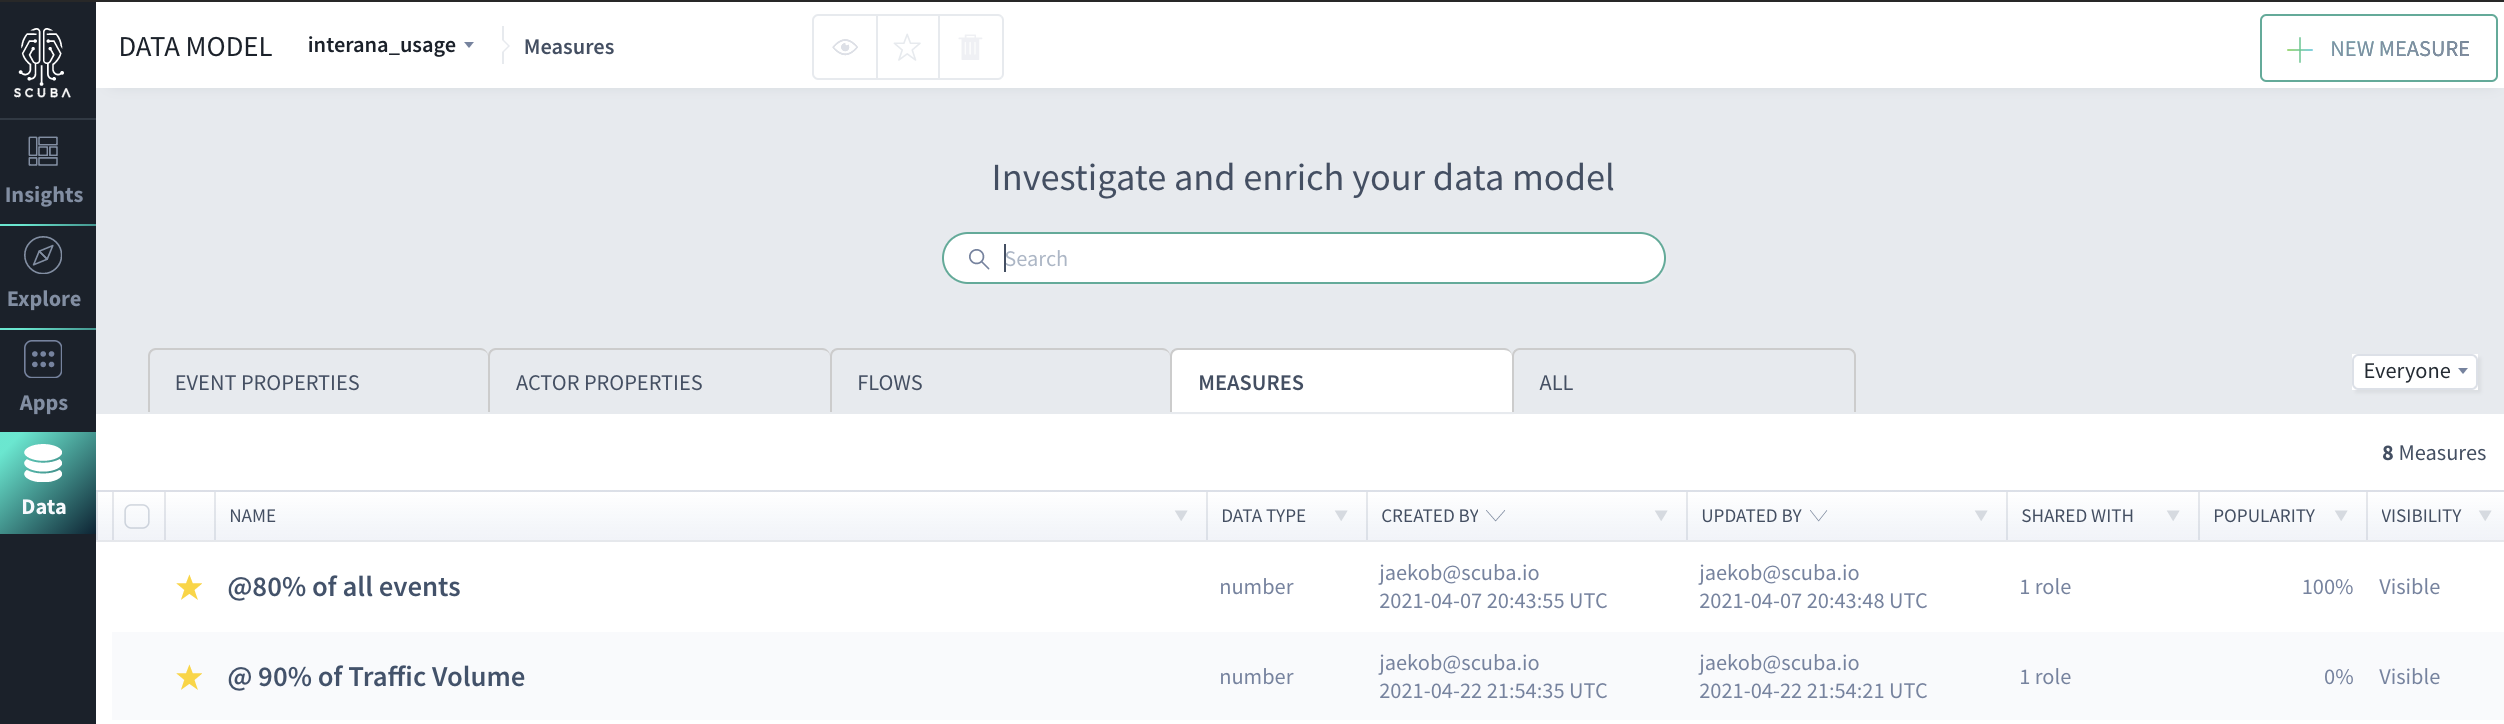 SCUBA
DATA MODEL interana_usage Measures
NEW MEASURE
Insights
Explore
Apps
Data
Investigate and enrich your data model
Search
EVENT PROPERTIES ACTOR PROPERTIES FLOWS MEASURES ALL
Everyone
8 Measures
NAME DATA TYPE CREATED BY UPDATED BY SHARED WITH POPULARITY VISIBILITY
@80% of all events number jaekob@scuba.io jaekob@scuba.io 1 role 100% Visible
2021-04-07 20:43:55 UTC 2021-04-07 20:43:48 UTC
@ 90% of Traffic Volume number jaekob@scuba.io jaekob@scuba.io 1 role 0% Visible
2021-04-22 21:54:35 UTC 2021-04-22 21:54:21 UTC